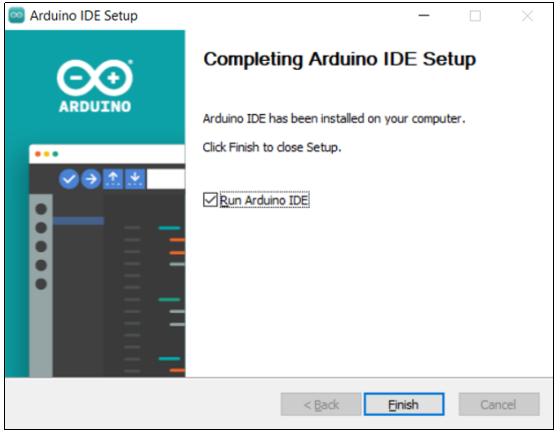 Arduino IDE Setup
ARDUINO
Completing Arduino IDE Setup
Arduino IDE has been installed on your computer.
Click Finish to close Setup.
Run Arduino IDE
< Back
Finish
Cancel